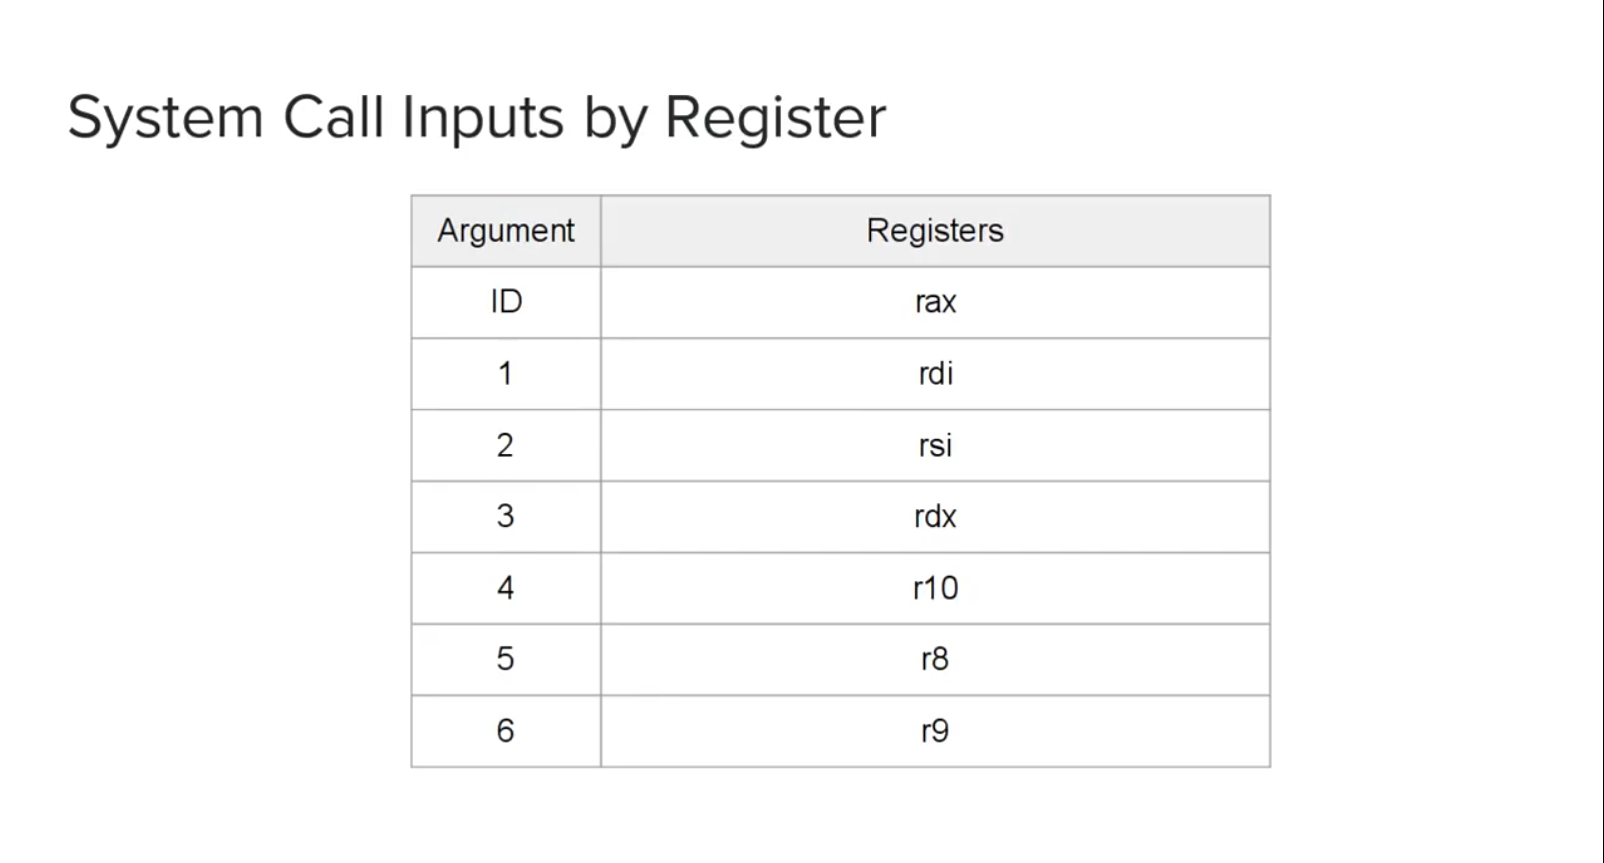 System Call Inputs by Register
Argument Registers
ID rax
1 rdi
2 rsi
3 rdx
4 r10
5 r8
6 r9